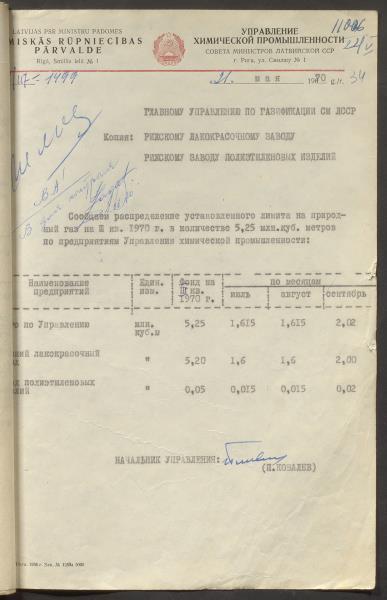 LATVIJAS PSR MINISTRU PADOMES
ĶĪMISKĀS RŪPNIECĪBAS
PĀRVALDE
Rīgā, Smilšu ielā № 1
УПРАВЛЕНИЕ
ХИМИЧЕСКОЙ ПРОМЫШЛЕННОСТИ
СОВЕТА МИНИСТРОВ ЛАТВИЙСКОЙ ССР
г. Рига, ул. Смилшу № 1
21 мая 1970
34
ГЛАВНОМУ УПРАВЛЕНИЮ ПО ГАЗИФИКАЦИИ СМ ЛССР
Копия: РИЖСКОМУ ЛАКОКРАСОЧНОМУ ЗАВОДУ
РИЖСКОМУ ЗАВОДУ ПОЛИЭТИЛЕНОВЫХ ИЗДЕЛИЙ
Сообщаем распределение установленного лимита на природ-
ный газ на III кв. 1970 г. в количестве 5,25 млн.куб. метров
по предприятиям Управления химической промышленности:
Наименование предприятий Един. изм. Фонд на III кв. 1970 г. по месяцам
июль август сентябрь
по Управлению млн. куб.м 5,25 1,615 1,615 2,02
лакокрасочный " 5,20 1,6 1,6 2,00
полиэтиленовых " 0,05 0,015 0,015 0,02
НАЧАЛЬНИК УПРАВЛЕНИЯ:
(П.КОВАЛЕВ)